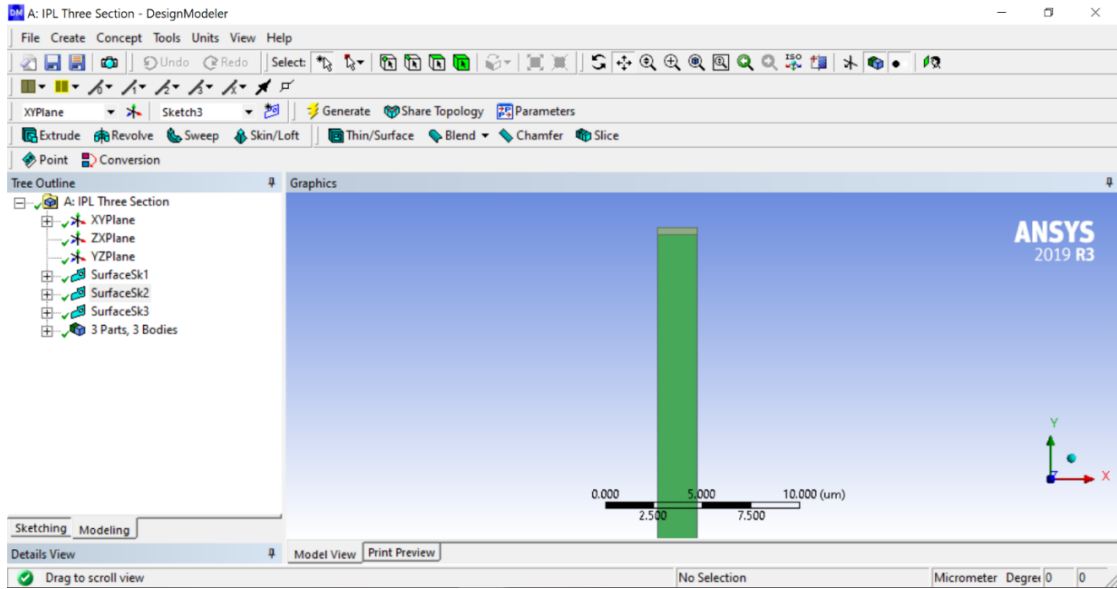 DM A: IPL Three Section - DesignModeler
File Create Concept Tools Units View Help
Undo Redo Select: ISO
XYPlane Sketch3 Generate Share Topology Parameters
Extrude Revolve Sweep Skin/Loft Thin/Surface Blend Chamfer Slice
Point Conversion
Tree Outline
A: IPL Three Section
XYPlane
ZXPlane
YZPlane
SurfaceSk1
SurfaceSk2
SurfaceSk3
3 Parts, 3 Bodies
Sketching Modeling
Details View
Graphics
ANSYS
2019 R3
Y
Z X
0.000 5.000 10.000 (um)
2.500 7.500
Model View Print Preview
Drag to scroll view No Selection Micrometer Degree 0 0